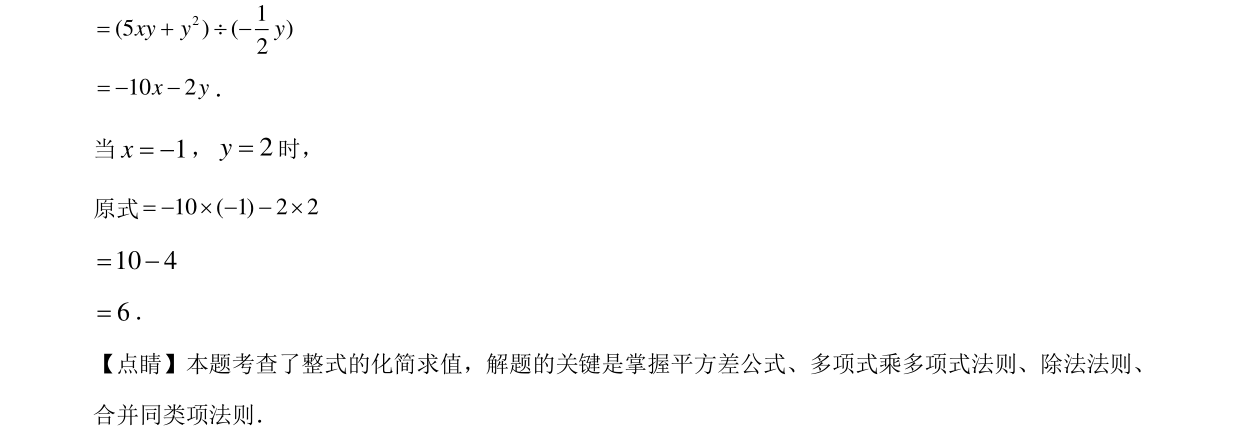 =(5xy+y²)÷(-1/2 y)
=-10x-2y.
当x=-1，y=2时，
原式=-10×(-1)-2×2
=10-4
=6.
【点睛】本题考查了整式的化简求值，解题的关键是掌握平方差公式、多项式乘多项式法则、除法法则、
合并同类项法则.